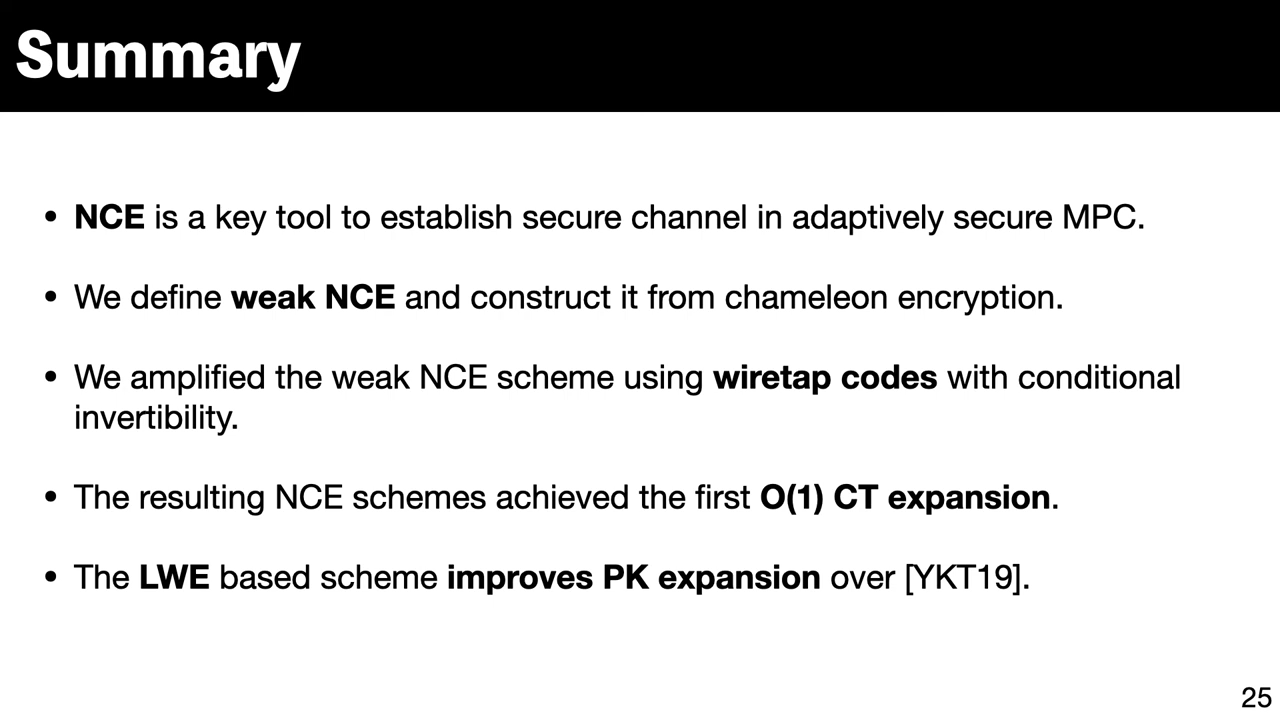 Summary
• NCE is a key tool to establish secure channel in adaptively secure MPC.
• We define weak NCE and construct it from chameleon encryption.
• We amplified the weak NCE scheme using wiretap codes with conditional
invertibility.
• The resulting NCE schemes achieved the first O(1) CT expansion.
• The LWE based scheme improves PK expansion over [YKT19].
25